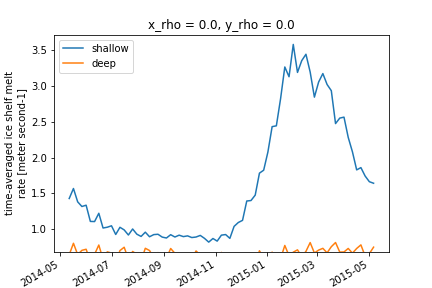 x_rho = 0.0, y_rho = 0.0
shallow
deep
time-averaged ice shelf melt
rate [meter second-1]
3.5
3.0
2.5
2.0
1.5
1.0
2014-05
2014-07
2014-09
2014-11
2015-01
2015-03
2015-05